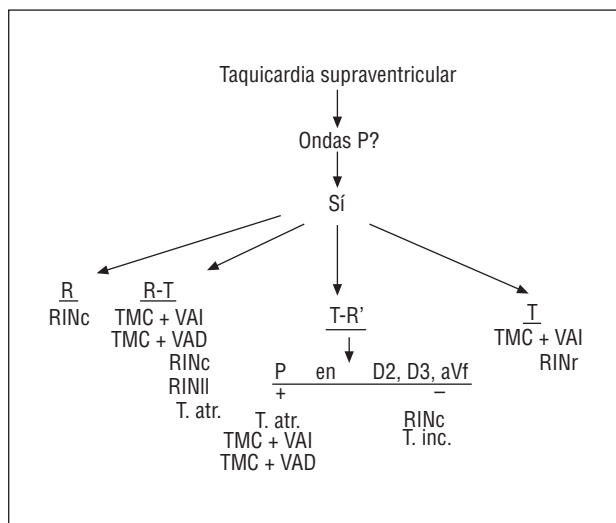 Taquicardia supraventricular
Ondas P?
Sí
R
RINc
R-T
TMC + VAI
TMC + VAD
RINc
RINll
T. atr.
T-R’
P en D2, D3, aVf
+ –
T. atr.
TMC + VAI
TMC + VAD
RINc
T. inc.
T
TMC + VAI
RINr